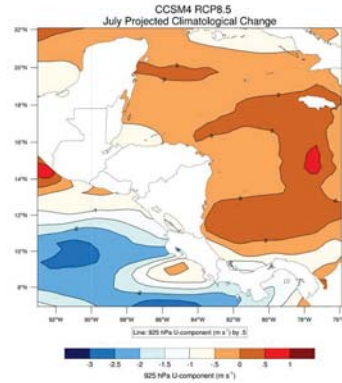 CCSM4 RCP8.5
July Projected Climatological Change
22°N
20°N
18°N
16°N
14°N
12°N
10°N
8°N
92°W 90°W 88°W 86°W 84°W 82°W 80°W 78°W 76°W
Line: 925 hPa U-component (m s⁻¹) by .5
-3 -2.5 -2 -1.5 -1 -.5 0 .5 1
925 hPa U-component (m s⁻¹)